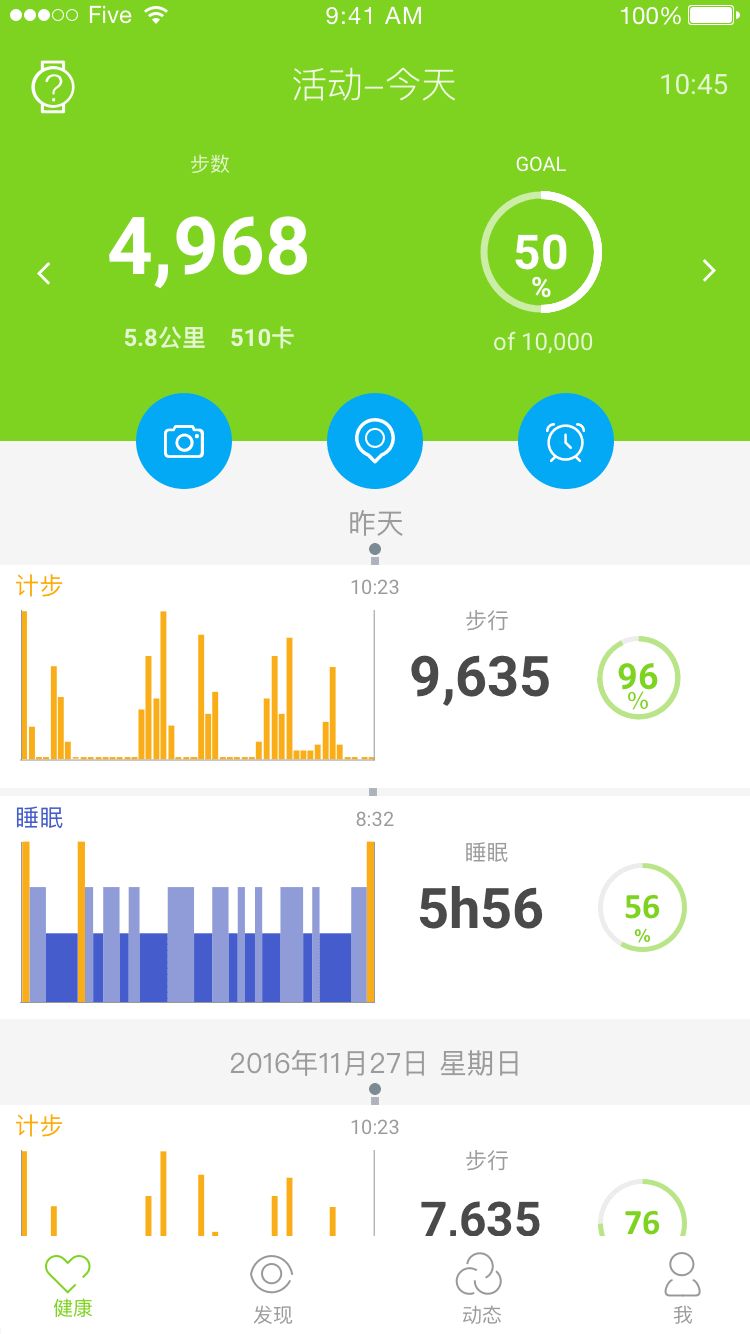 Five 9:41 AM 100%
活动-今天 10:45
步数 GOAL
4,968 50 %
5.8公里 510卡 of 10,000
昨天
计步 10:23
步行
9,635 96 %
睡眠 8:32
睡眠
5h56 56 %
2016年11月27日 星期日
计步 10:23
步行
7,635 76
健康 发现 动态 我